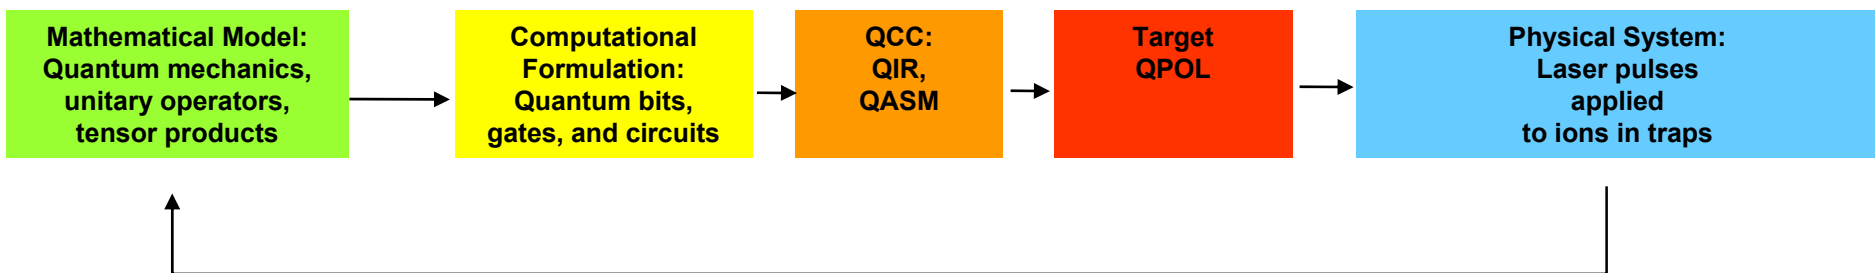 Mathematical Model:
Quantum mechanics,
unitary operators,
tensor products
Computational
Formulation:
Quantum bits,
gates, and circuits
QCC:
QIR,
QASM
Target
QPOL
Physical System:
Laser pulses
applied
to ions in traps